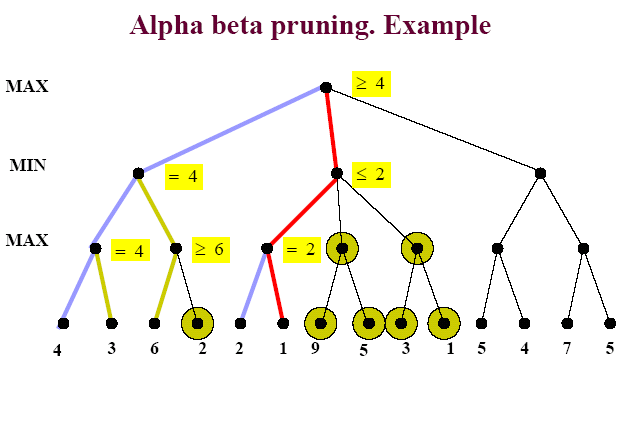 Alpha beta pruning. Example
MAX
≥ 4
MIN
= 4
≤ 2
MAX
= 4
≥ 6
= 2
4 3 6 2 2 1 9 5 3 1 5 4 7 5